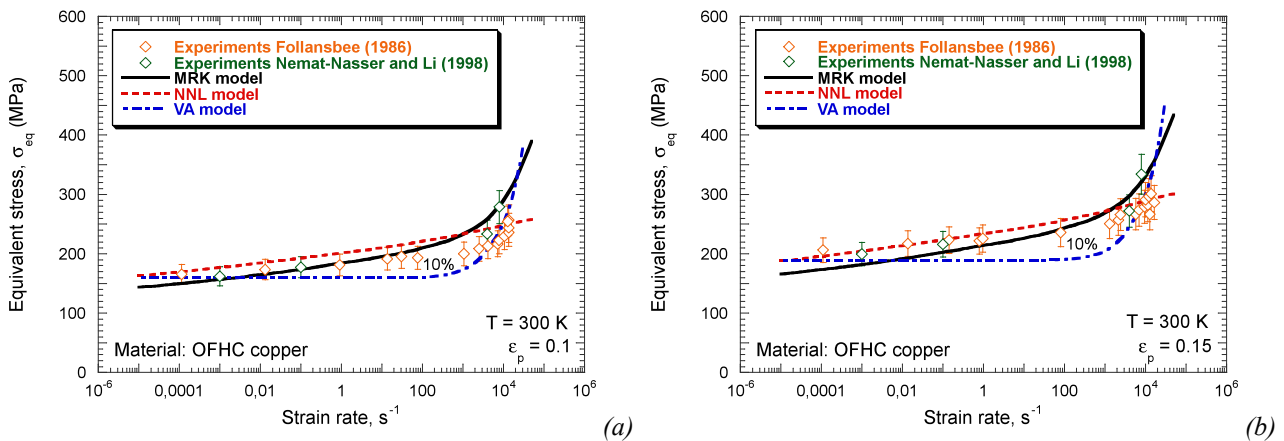 600
500
400
300
200
100
0
Equivalent stress, σeq (MPa)
Experiments Follansbee (1986)
Experiments Nemat-Nasser and Li (1998)
MRK model
NNL model
VA model
10%
T = 300 K
εp = 0.1
Material: OFHC copper
10-6 0,0001 0,01 1 100 104 106
Strain rate, s-1
(a)
600
500
400
300
200
100
0
Equivalent stress, σeq (MPa)
Experiments Follansbee (1986)
Experiments Nemat-Nasser and Li (1998)
MRK model
NNL model
VA model
10%
T = 300 K
εp = 0.15
Material: OFHC copper
10-6 0,0001 0,01 1 100 104 106
Strain rate, s-1
(b)